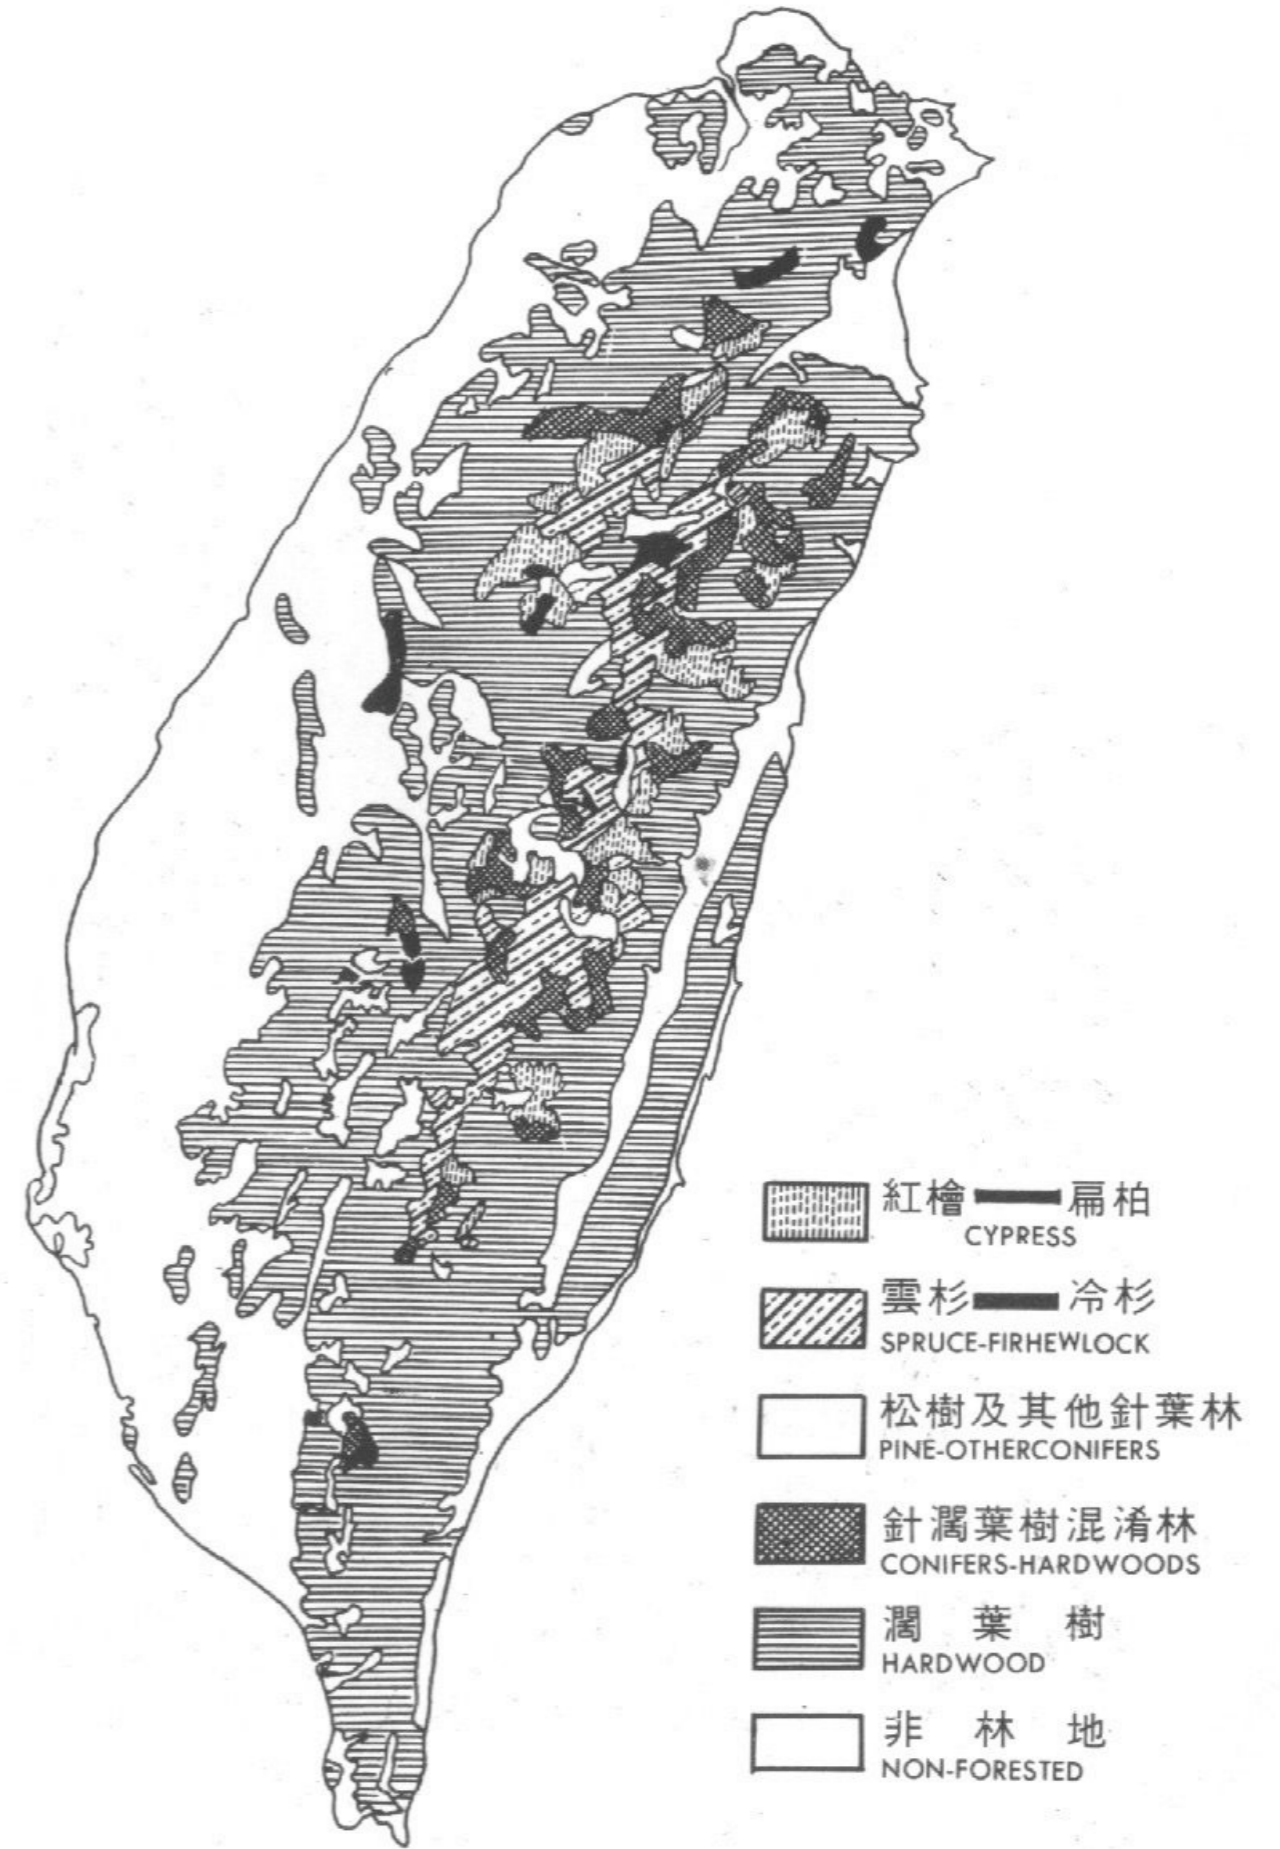 紅檜━扁柏
CYPRESS
雲杉━冷杉
SPRUCE-FIRHEWLOCK
松樹及其他針葉林
PINE-OTHERCONIFERS
針濶葉樹混淆林
CONIFERS-HARDWOODS
濶葉樹
HARDWOOD
非林地
NON-FORESTED